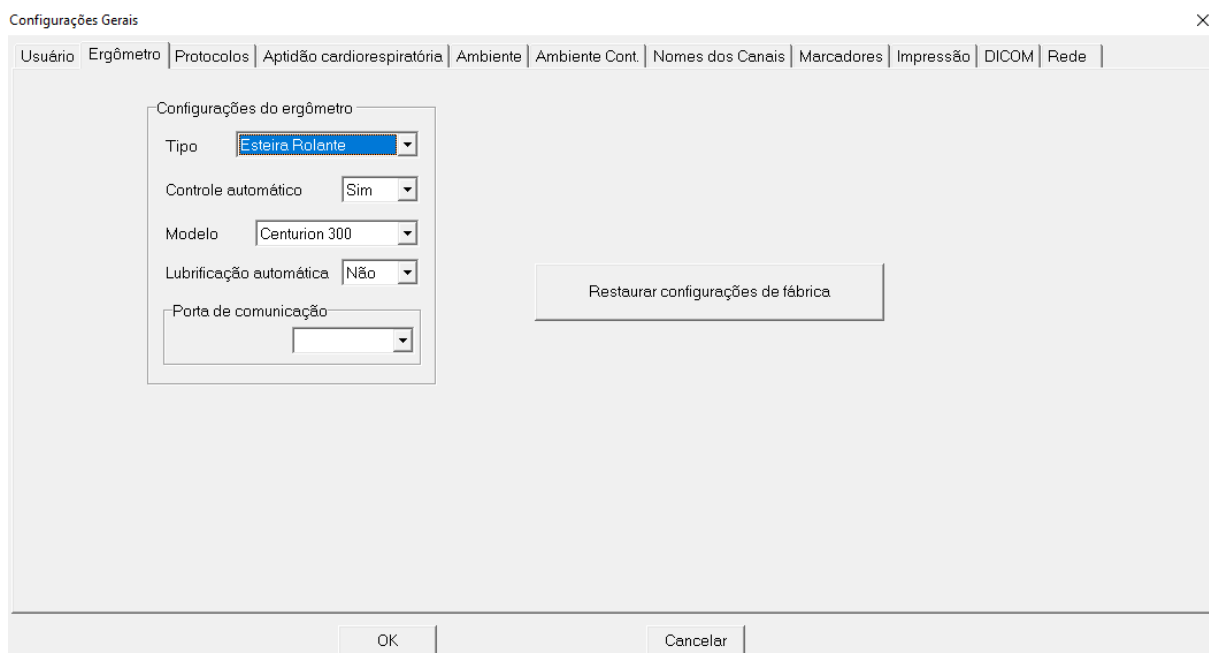 Configurações Gerais
Usuário Ergômetro Protocolos Aptidão cardiorespiratória Ambiente Ambiente Cont. Nomes dos Canais Marcadores Impressão DICOM Rede
Configurações do ergômetro
Tipo Esteira Rolante
Controle automático Sim
Modelo Centurion 300
Lubrificação automática Não
Restaurar configurações de fábrica
Porta de comunicação
OK Cancelar